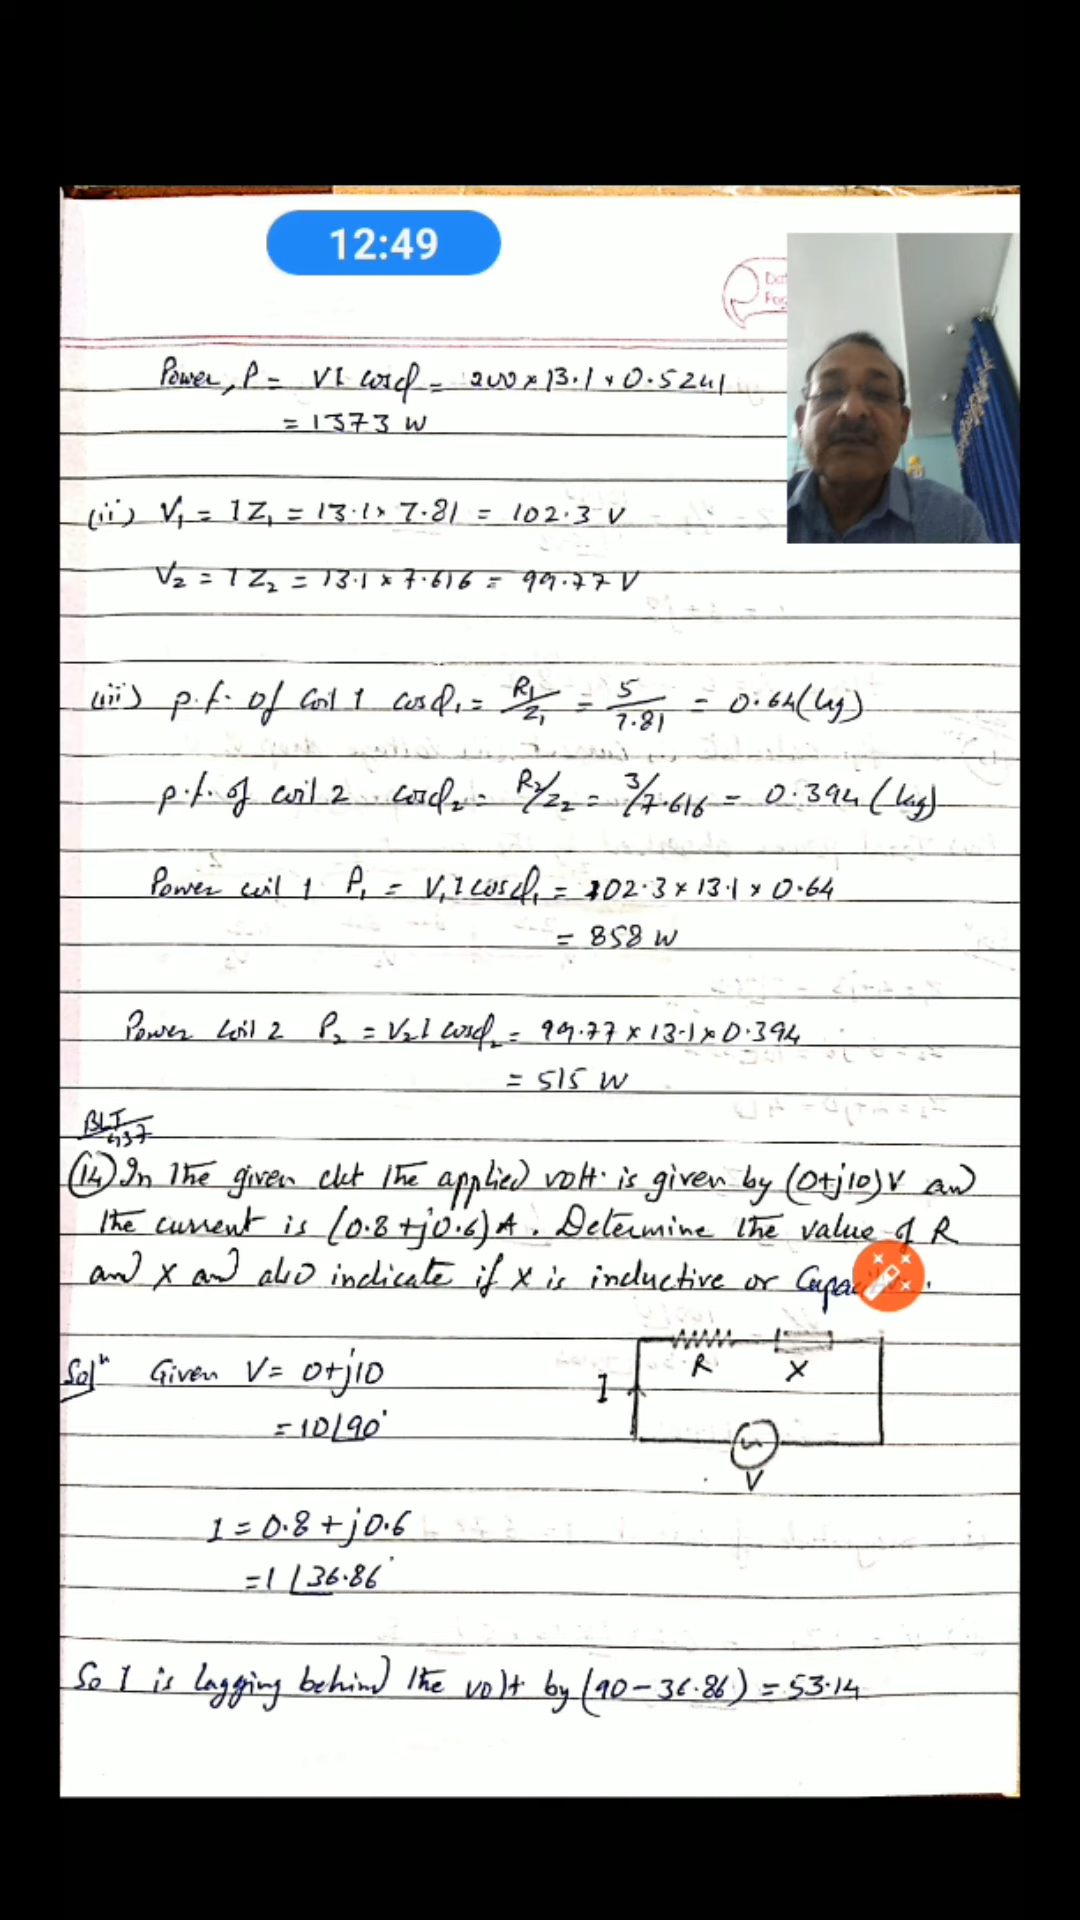 12:49
Power, P = VI cosφ = 200 × 13.1 × 0.5241
= 1373 W
(ii) V₁ = IZ₁ = 13.1 × 7.81 = 102.3 V
V₂ = IZ₂ = 13.1 × 7.616 = 99.77 V
(iii) p.f. of Coil 1 cosφ₁ = R₁/Z₁ = 5/7.81 = 0.64 (lag)
p.f. of coil 2 cosφ₂ = R₂/Z₂ = 3/7.616 = 0.394 (lag)
Power coil 1 P₁ = V₁I cosφ₁ = 102.3 × 13.1 × 0.64
= 858 W
Power coil 2 P₂ = V₂I cosφ₂ = 99.77 × 13.1 × 0.394
= 515 W
BLT/437
(14) In the given ckt the applied volt. is given by (0+j10)V and
the current is (0.8+j0.6)A. Determine the value of R
and X and also indicate if X is inductive or
Solⁿ Given V = 0+j10
= 10∠90°
R X
I
V
I = 0.8 + j0.6
= 1∠36.86°
So I is lagging behind the volt by (90 − 36.86) = 53.14